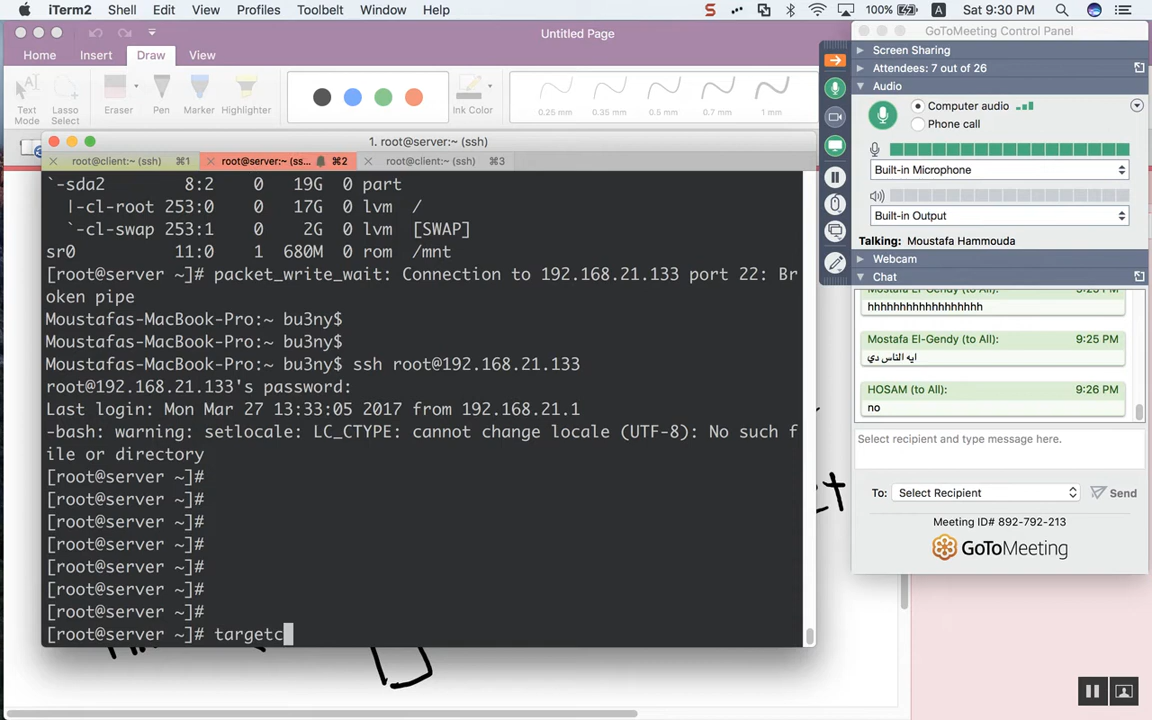 iTerm2 Shell Edit View Profiles Toolbelt Window Help 100% A Sat 9:30 PM
Untitled Page
Home Insert Draw View
Text Mode Lasso Select Eraser Pen Marker Highlighter Ink Color 0.25 mm 0.35 mm 0.5 mm 0.7 mm 1 mm
1. root@server:~ (ssh)
root@client:~ (ssh) ⌘1 root@server:~ (ss... ⌘2 root@client:~ (ssh) ⌘3
`-sda2 8:2 0 19G 0 part
|-cl-root 253:0 0 17G 0 lvm /
`-cl-swap 253:1 0 2G 0 lvm [SWAP]
sr0 11:0 1 680M 0 rom /mnt
[root@server ~]# packet_write_wait: Connection to 192.168.21.133 port 22: Br
oken pipe
Moustafas-MacBook-Pro:~ bu3ny$
Moustafas-MacBook-Pro:~ bu3ny$
Moustafas-MacBook-Pro:~ bu3ny$ ssh root@192.168.21.133
root@192.168.21.133's password:
Last login: Mon Mar 27 13:33:05 2017 from 192.168.21.1
-bash: warning: setlocale: LC_CTYPE: cannot change locale (UTF-8): No such f
ile or directory
[root@server ~]#
[root@server ~]#
[root@server ~]#
[root@server ~]#
[root@server ~]#
[root@server ~]#
[root@server ~]#
[root@server ~]# targetc
GoToMeeting Control Panel
Screen Sharing
Attendees: 7 out of 26
Audio
Computer audio
Phone call
Built-in Microphone
Built-in Output
Talking: Moustafa Hammouda
Webcam
Chat
Mostafa El-Gendy (to All): 9:25 PM
hhhhhhhhhhhhhhhhhh
Mostafa El-Gendy (to All): 9:25 PM
ايه الناس دي
HOSAM (to All): 9:26 PM
no
Select recipient and type message here.
To: Select Recipient Send
Meeting ID# 892-792-213
GoToMeeting